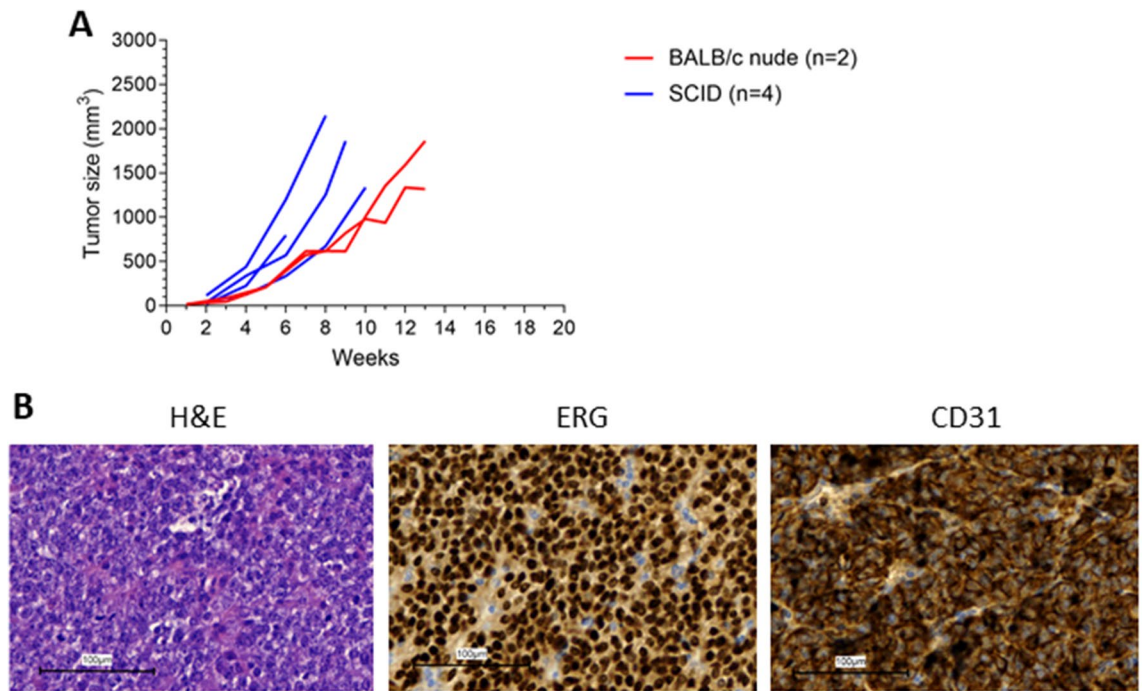 A
3000
2500
2000
1500
1000
500
0
Tumor size (mm³)
0 2 4 6 8 10 12 14 16 18 20
Weeks
BALB/c nude (n=2)
SCID (n=4)
B
H&E ERG CD31
100μm 100μm 100μm